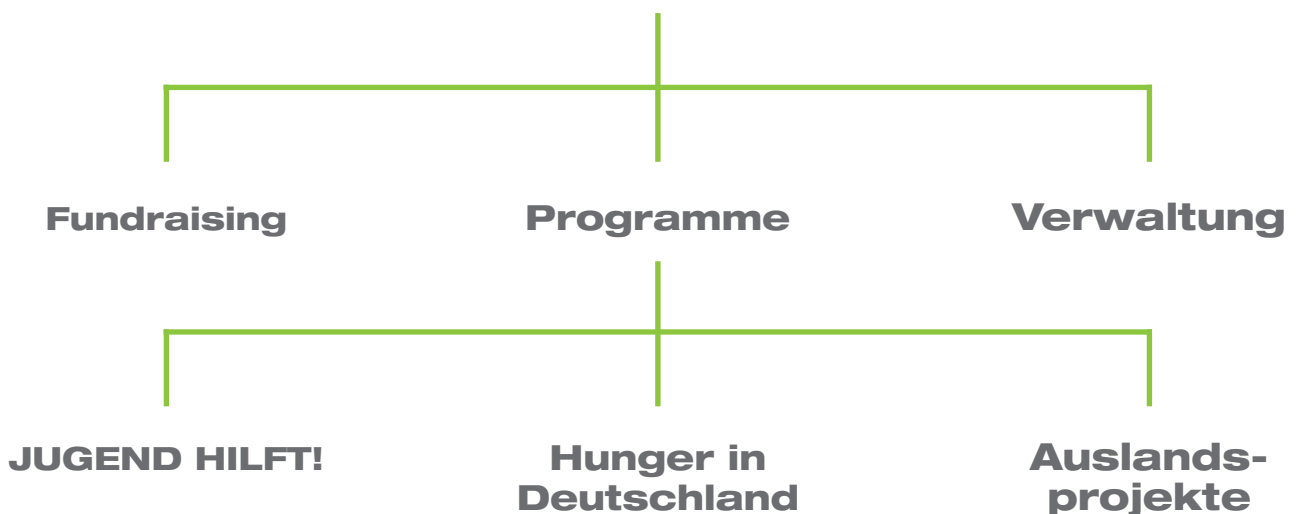 Fundraising
Programme
Verwaltung
JUGEND HILFT!
Hunger in
Deutschland
Auslands-
projekte